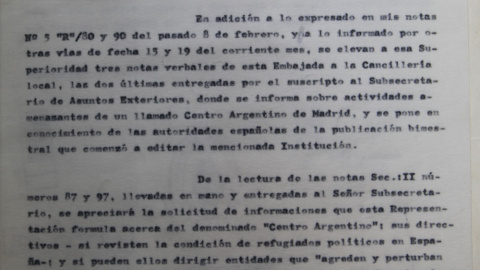 En adición a lo expresado en mis notas
Nº 3 "R"/80 y 90 del pasado 8 de febrero, y a lo informado por o-
tras vías de fecha 15 y 19 del corriente mes, se elevan a esa Su-
perioridad tres notas verbales de esta Embajada a la Cancillería
local, las dos últimas entregadas por el suscripto al Subsecreta-
rio de Asuntos Exteriores, donde se informa sobre actividades a-
menazantes de un llamado Centro Argentino de Madrid, y se pone en
conocimiento de las autoridades españolas de la publicación bimes-
tral que comenzó a editar la mencionada Institución.
De la lectura de las notas Sec.:II nú-
meros 87 y 97, llevadas en mano y entregadas al Señor Subsecreta-
rio, se apreciará la solicitud de informaciones que esta Represen-
tación formula acerca del denominado "Centro Argentino"; sus direc-
tivos - si revisten la condición de refugiados políticos en Espa-
ña-; y si pueden ellos dirigir entidades que "agreden y perturban